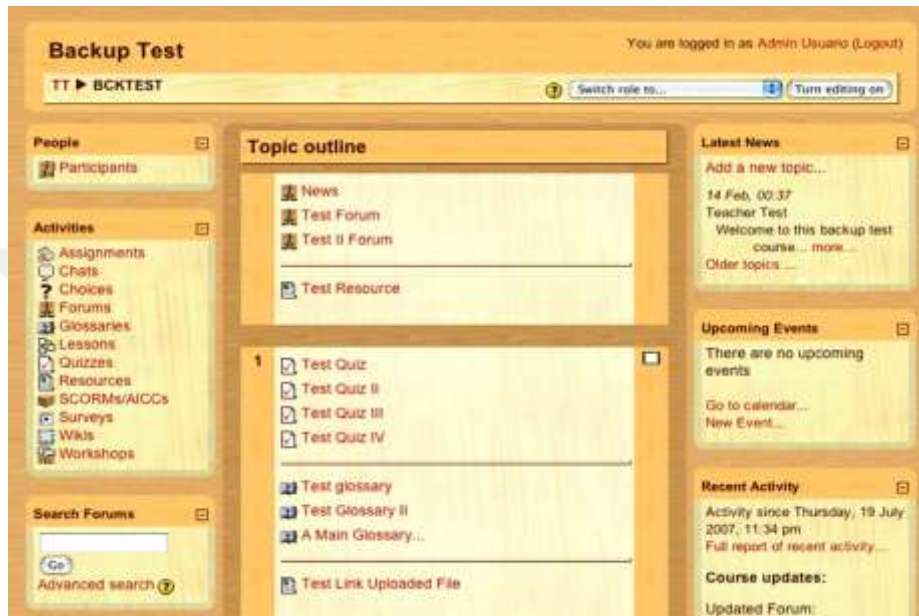 Backup Test
You are logged in as Admin Usuario (Logout)
TT ► BCKTEST
Switch role to...
Turn editing on
People
Participants
Activities
Assignments
Chats
Choices
Forums
Glossaries
Lessons
Quizzes
Resources
SCORMs/AICCs
Surveys
Wikis
Workshops
Search Forums
Go
Advanced search
Topic outline
News
Test Forum
Test II Forum
Test Resource
1
Test Quiz
Test Quiz II
Test Quiz III
Test Quiz IV
Test glossary
Test Glossary II
A Main Glossary...
Test Link Uploaded File
Latest News
Add a new topic...
14 Feb, 00:37
Teacher Test
Welcome to this backup test
course... more...
Older topics ...
Upcoming Events
There are no upcoming
events
Go to calendar...
New Event...
Recent Activity
Activity since Thursday, 19 July
2007, 11:34 pm
Full report of recent activity...
Course updates:
Updated Forum: